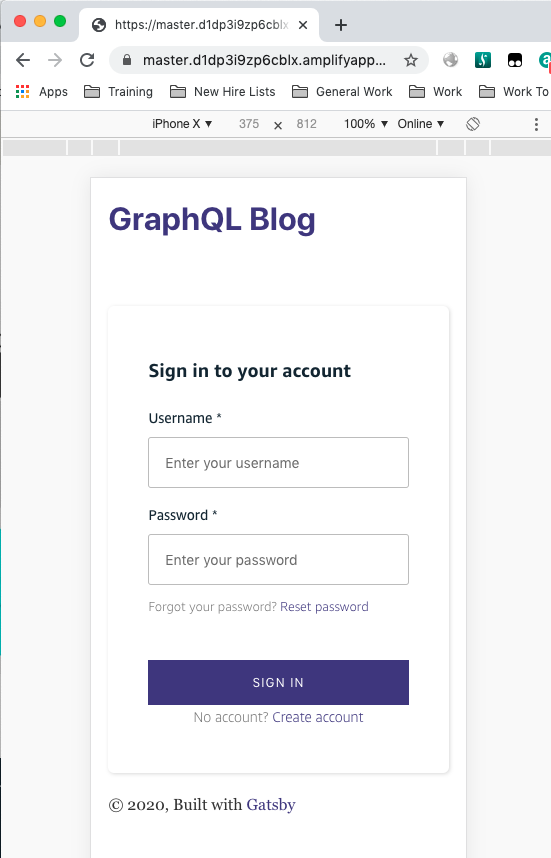 https://master.d1dp3i9zp6cblx
master.d1dp3i9zp6cblx.amplifyapp...
Apps Training New Hire Lists General Work Work Work To
iPhone X ▼ 375 × 812 100% ▼ Online ▼
GraphQL Blog
Sign in to your account
Username *
Enter your username
Password *
Enter your password
Forgot your password? Reset password
SIGN IN
No account? Create account
© 2020, Built with Gatsby